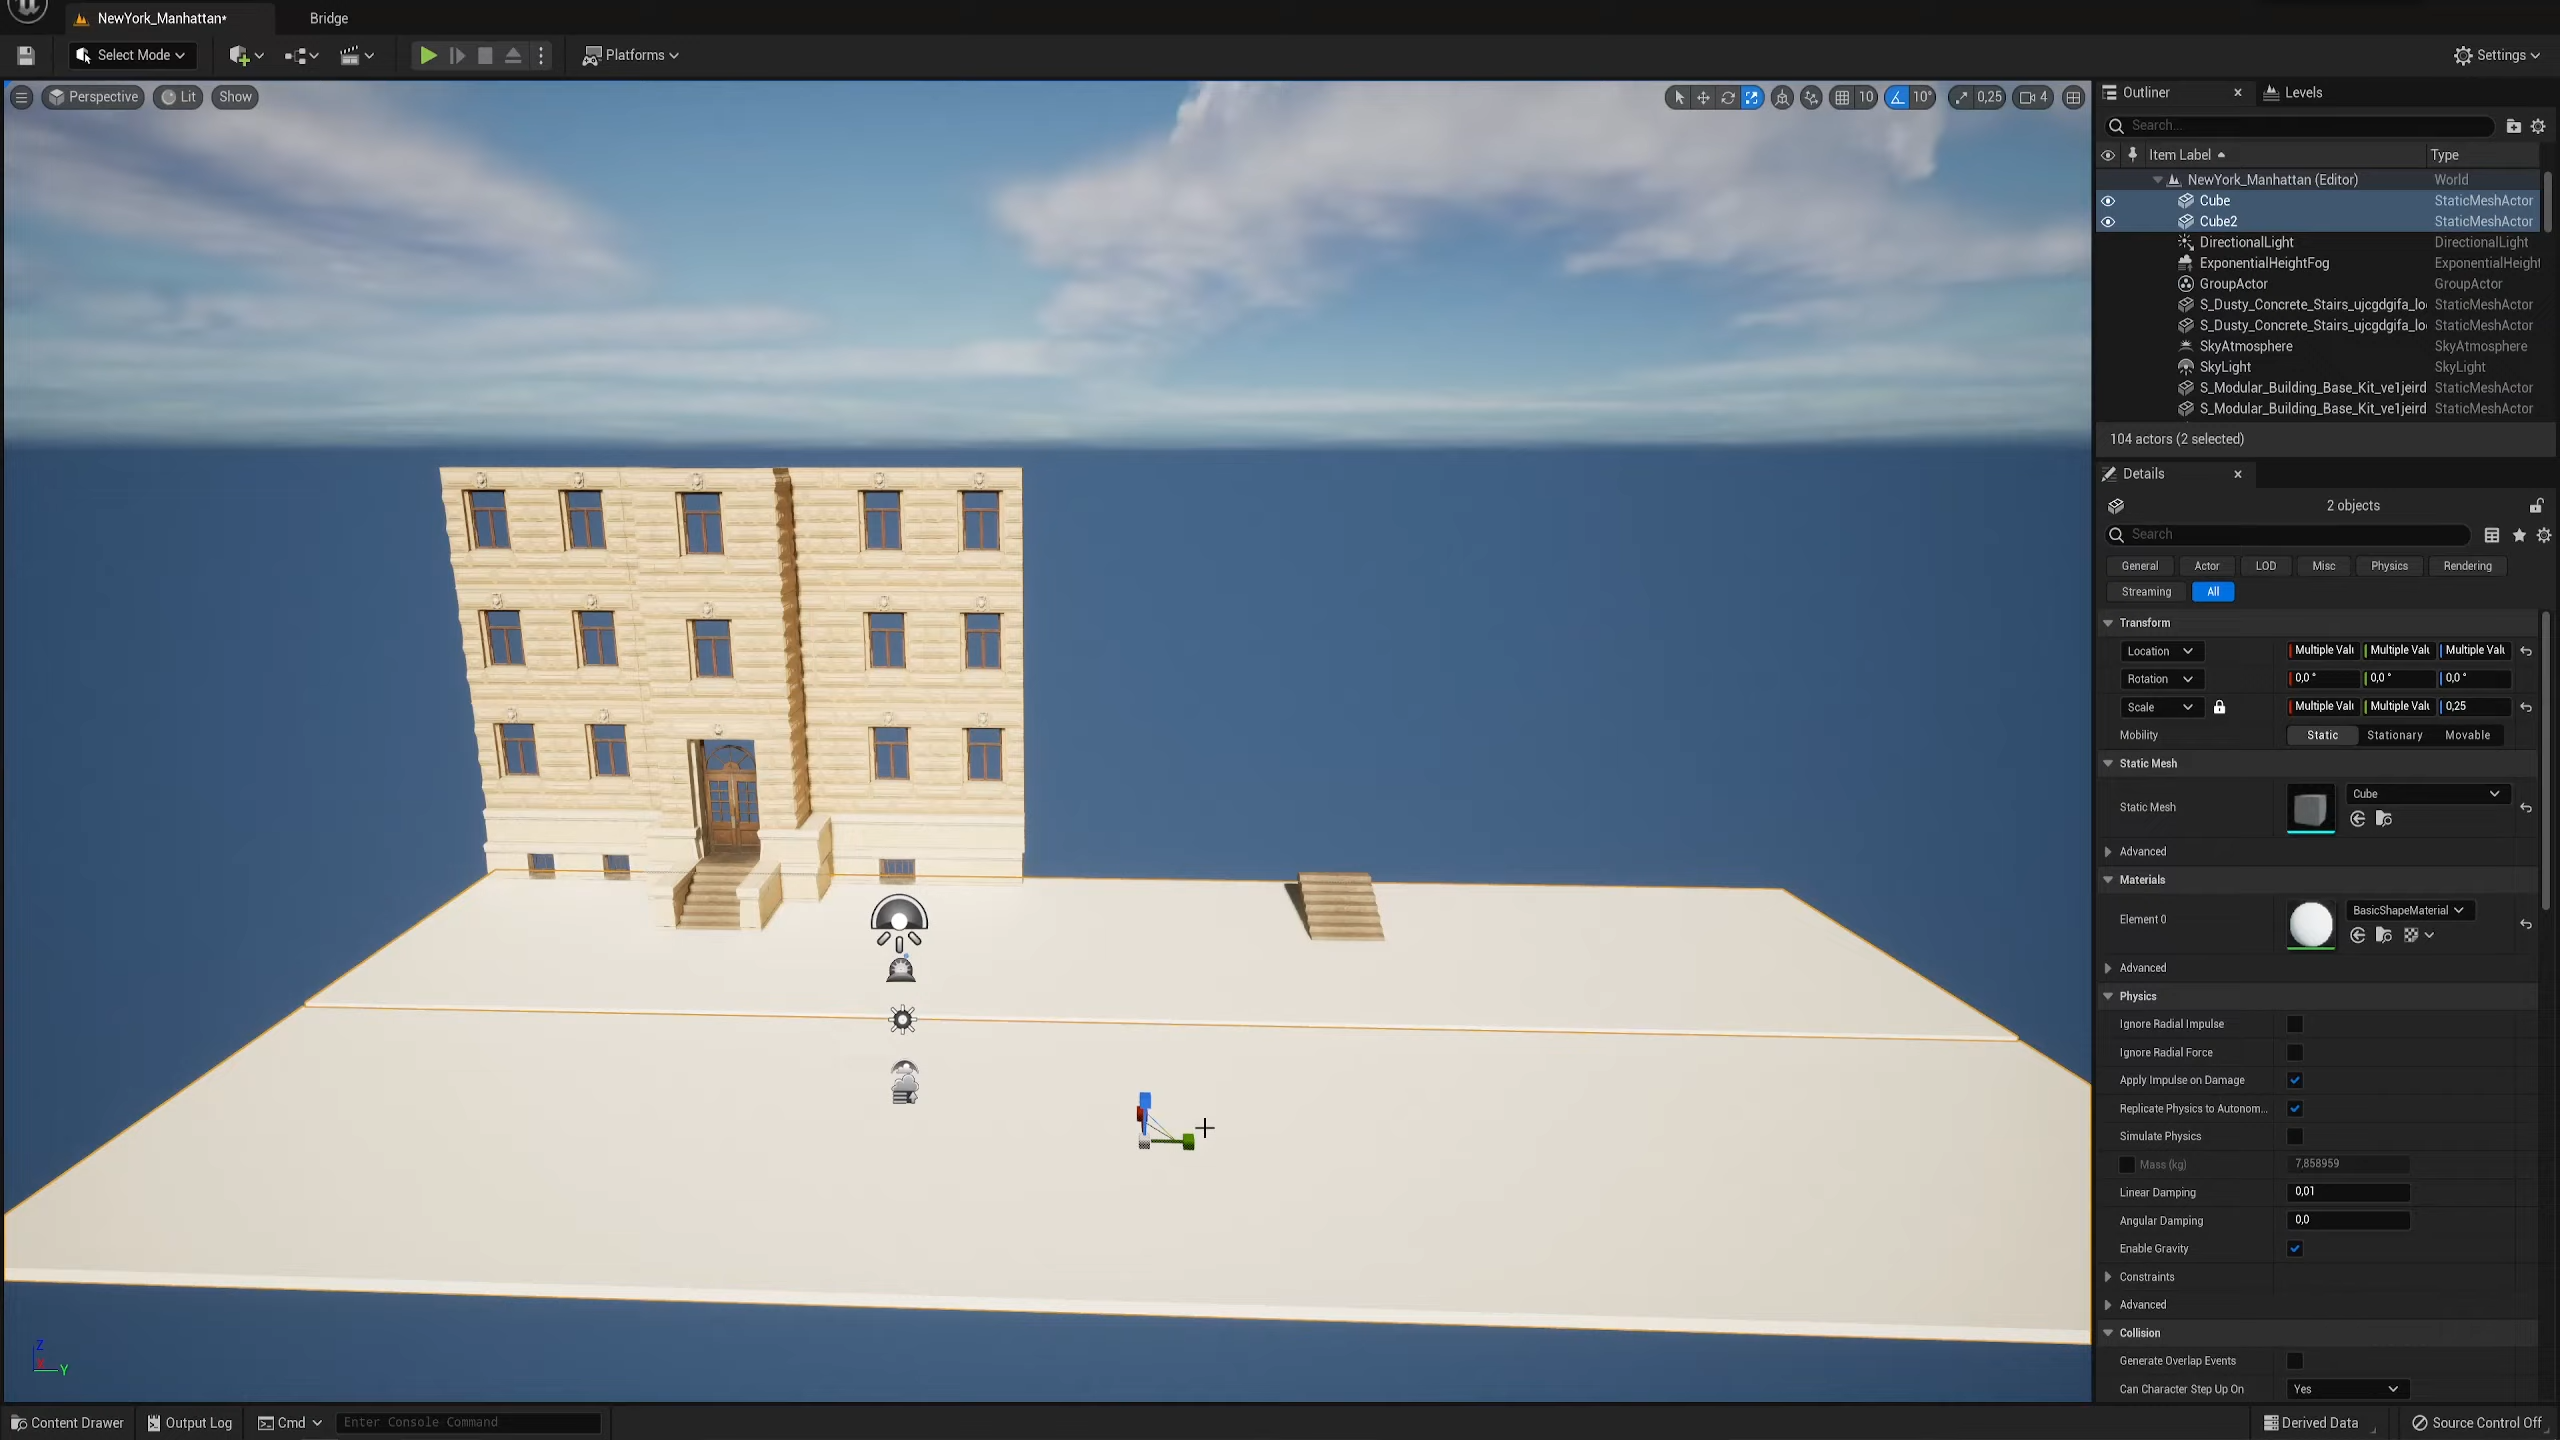 NewYork_Manhattan*
Bridge
Select Mode
Platforms
Settings
Perspective
Lit
Show
10
10°
0,25
4
Outliner
Levels
Search...
Item Label
Type
NewYork_Manhattan (Editor)
World
Cube
StaticMeshActor
Cube2
StaticMeshActor
DirectionalLight
DirectionalLight
ExponentialHeightFog
ExponentialHeight
GroupActor
GroupActor
S_Dusty_Concrete_Stairs_ujcgdgifa_lo
StaticMeshActor
S_Dusty_Concrete_Stairs_ujcgdgifa_lo
StaticMeshActor
SkyAtmosphere
SkyAtmosphere
SkyLight
SkyLight
S_Modular_Building_Base_Kit_ve1jeird
StaticMeshActor
S_Modular_Building_Base_Kit_ve1jeird
StaticMeshActor
104 actors (2 selected)
Details
2 objects
Search
General
Actor
LOD
Misc
Physics
Rendering
Streaming
All
Transform
Location
Multiple Valu
Multiple Valu
Multiple Valu
Rotation
0,0 °
0,0 °
0,0 °
Scale
Multiple Valu
Multiple Valu
0,25
Mobility
Static
Stationary
Movable
Static Mesh
Static Mesh
Cube
Advanced
Materials
Element 0
BasicShapeMaterial
Advanced
Physics
Ignore Radial Impulse
Ignore Radial Force
Apply Impulse on Damage
Replicate Physics to Autonom...
Simulate Physics
Mass (kg)
7,858959
Linear Damping
0,01
Angular Damping
0,0
Enable Gravity
Constraints
Advanced
Collision
Generate Overlap Events
Can Character Step Up On
Yes
Z
Y
Content Drawer
Output Log
Cmd
Enter Console Command
Derived Data
Source Control Off